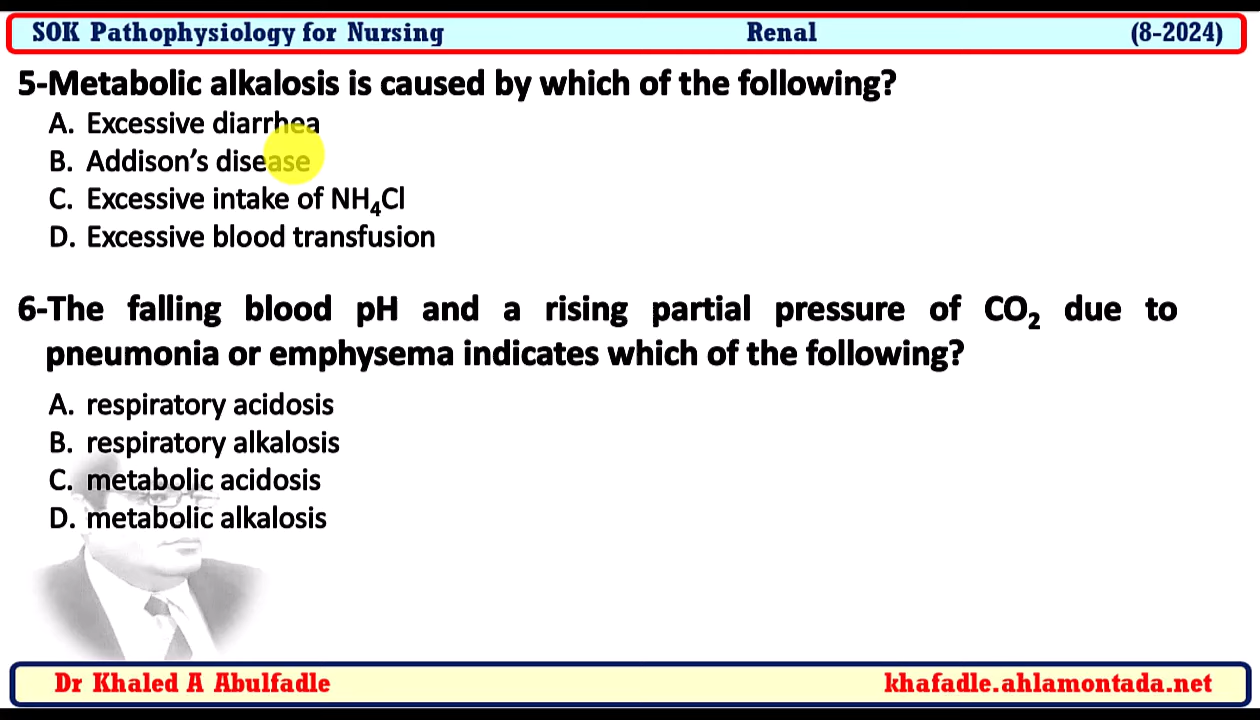 SOK Pathophysiology for Nursing Renal (8-2024)
5-Metabolic alkalosis is caused by which of the following?
A. Excessive diarrhea
B. Addison’s disease
C. Excessive intake of NH₄Cl
D. Excessive blood transfusion
6-The falling blood pH and a rising partial pressure of CO₂ due to
pneumonia or emphysema indicates which of the following?
A. respiratory acidosis
B. respiratory alkalosis
C. metabolic acidosis
D. metabolic alkalosis
Dr Khaled A Abulfadle khafadle.ahlamontada.net